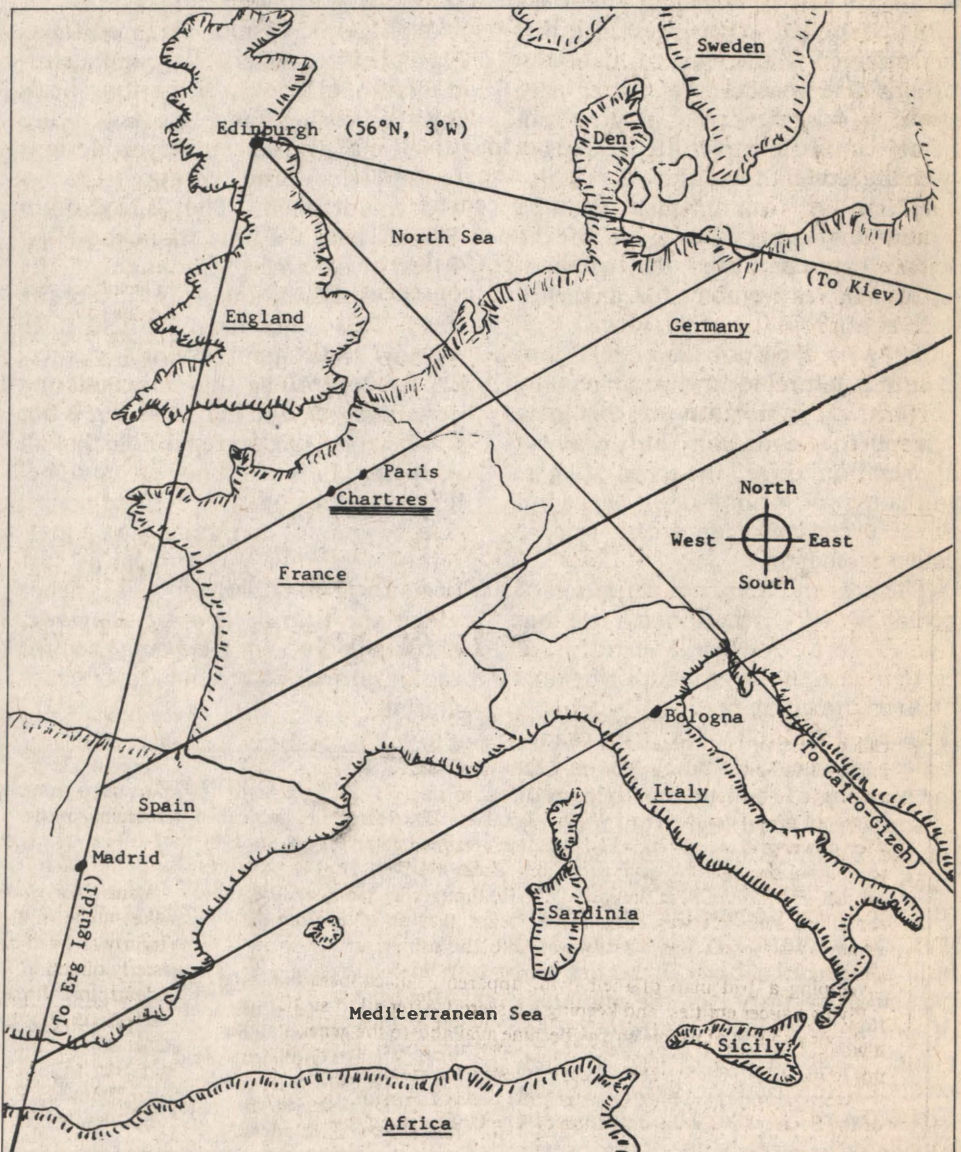 Sweden
Edinburgh (56°N, 3°W)
Den
North Sea
(To Kiev)
England
Germany
Paris
Chartres
North
West East
South
France
Bologna
(To Cairo-Gizeh)
Italy
Spain
Madrid
(To Erg Iguidi)
Sardinia
Mediterranean Sea
Sicily
Africa